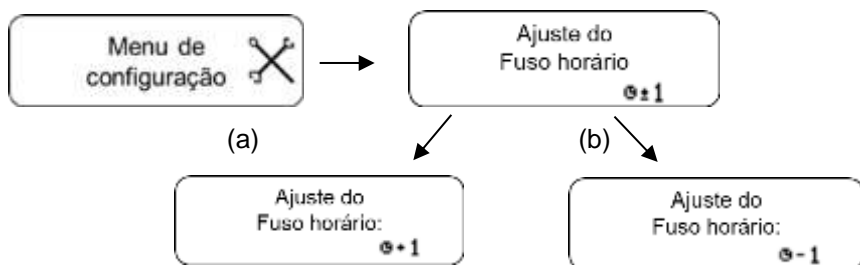 Menu de
configuração
Ajuste do
Fuso horário
±1
(a)
(b)
Ajuste do
Fuso horário:
+1
Ajuste do
Fuso horário:
-1